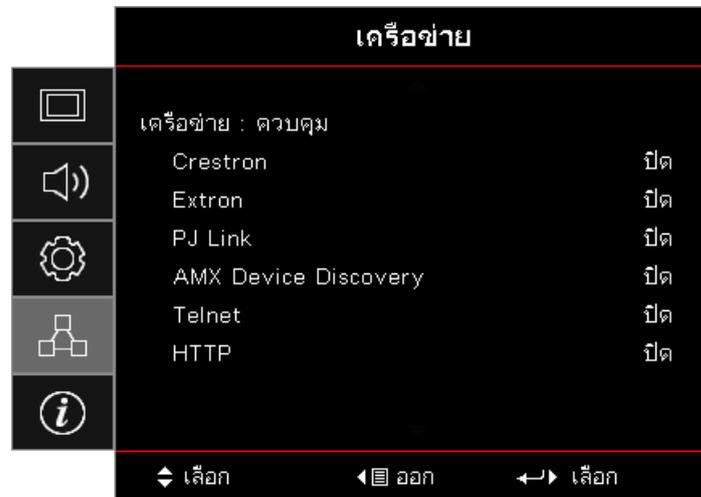 เครือข่าย
เครือข่าย : ควบคุม
Crestron ปิด
Extron ปิด
PJ Link ปิด
AMX Device Discovery ปิด
Telnet ปิด
HTTP ปิด
เลือก ออก เลือก